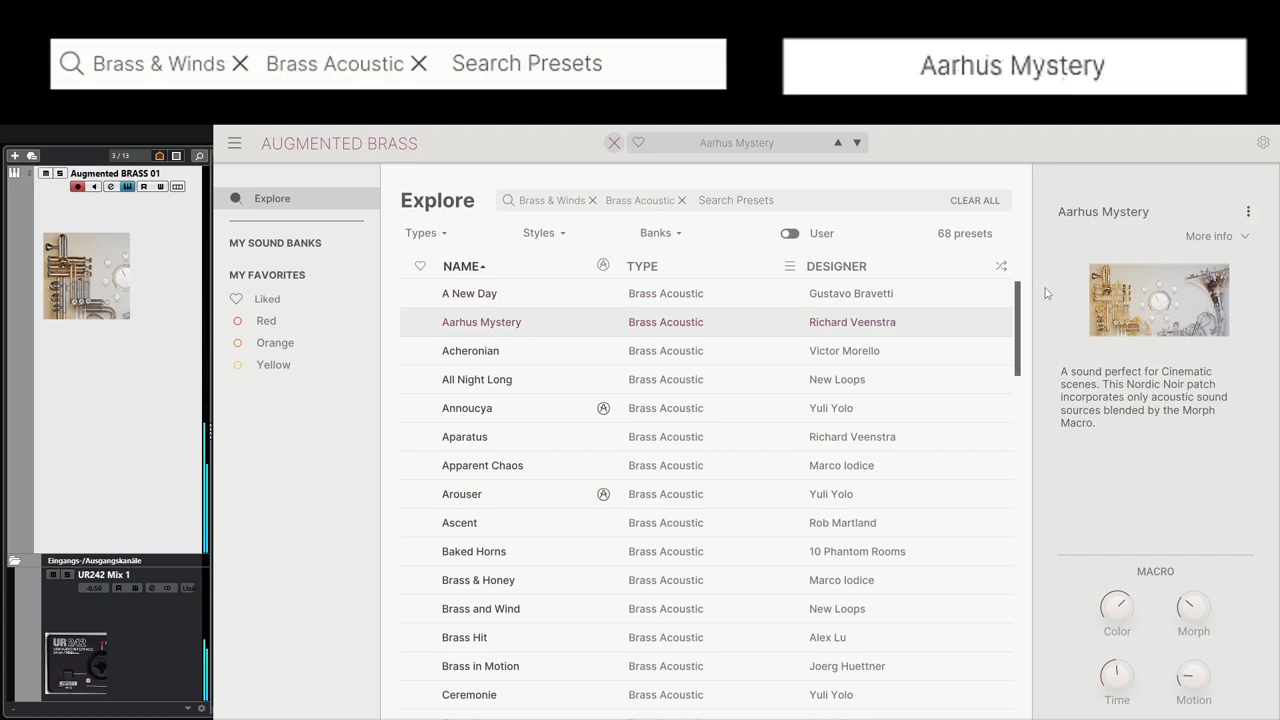 Brass & Winds Brass Acoustic Search Presets
Aarhus Mystery
AUGMENTED BRASS
Aarhus Mystery
3 / 13
2 M S Augmented BRASS 01
R W
Explore
MY SOUND BANKS
MY FAVORITES
Liked
Red
Orange
Yellow
Explore
Brass & Winds Brass Acoustic Search Presets CLEAR ALL
Types Styles Banks User 68 presets
NAME TYPE DESIGNER
A New Day Brass Acoustic Gustavo Bravetti
Aarhus Mystery Brass Acoustic Richard Veenstra
Acheronian Brass Acoustic Victor Morello
All Night Long Brass Acoustic New Loops
Annoucya Brass Acoustic Yuli Yolo
Aparatus Brass Acoustic Richard Veenstra
Apparent Chaos Brass Acoustic Marco Iodice
Arouser Brass Acoustic Yuli Yolo
Ascent Brass Acoustic Rob Martland
Baked Horns Brass Acoustic 10 Phantom Rooms
Brass & Honey Brass Acoustic Marco Iodice
Brass and Wind Brass Acoustic New Loops
Brass Hit Brass Acoustic Alex Lu
Brass in Motion Brass Acoustic Joerg Huettner
Ceremonie Brass Acoustic Yuli Yolo
Aarhus Mystery
More info
A sound perfect for Cinematic
scenes. This Nordic Noir patch
incorporates only acoustic sound
sources blended by the Morph
Macro.
MACRO
Color Morph
Time Motion
Eingangs-/Ausgangskanäle
M S UR242 Mix 1
-0.50 R W
UR242